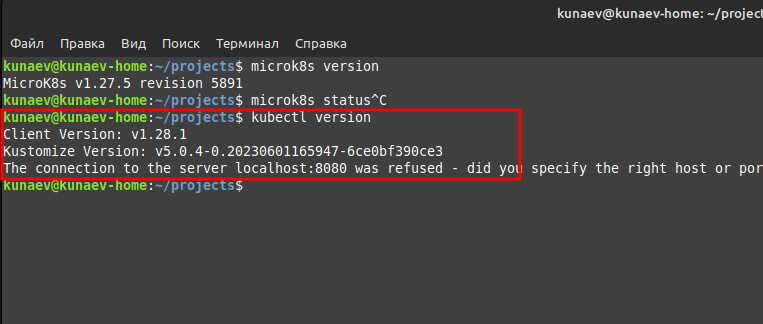 kunaev@kunaev-home: ~/project
Файл Правка Вид Поиск Терминал Справка
kunaev@kunaev-home:~/projects$ microk8s version
MicroK8s v1.27.5 revision 5891
kunaev@kunaev-home:~/projects$ microk8s status^C
kunaev@kunaev-home:~/projects$ kubectl version
Client Version: v1.28.1
Kustomize Version: v5.0.4-0.20230601165947-6ce0bf390ce3
The connection to the server localhost:8080 was refused - did you specify the right host or por
kunaev@kunaev-home:~/projects$